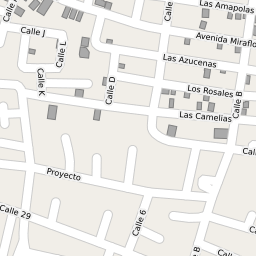 Las Amapolas
Calle J
Avenida Miraflo
Calle L
Calle
Las Azucenas
Calle K
Calle D
Los Rosales
Calle B
Las Camelias
Proyecto
Calle 29
Calle 6